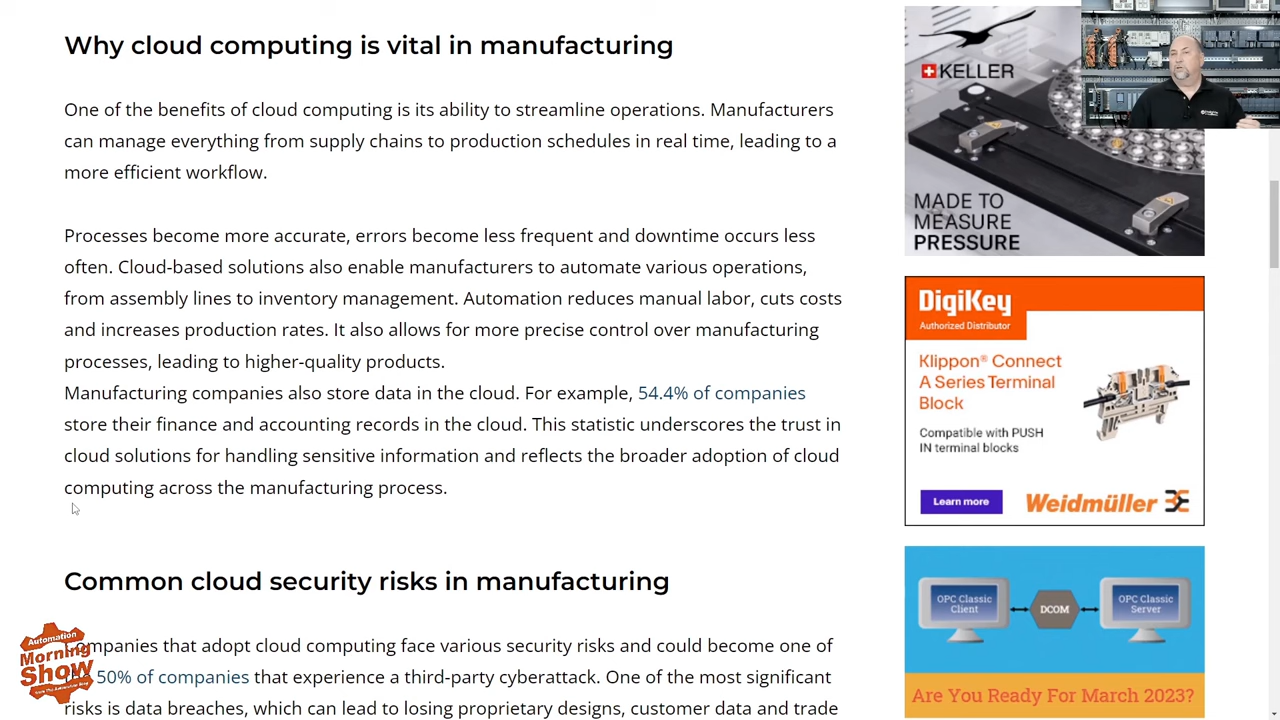 Why cloud computing is vital in manufacturing
One of the benefits of cloud computing is its ability to streamline operations. Manufacturers
can manage everything from supply chains to production schedules in real time, leading to a
more efficient workflow.
Processes become more accurate, errors become less frequent and downtime occurs less
often. Cloud-based solutions also enable manufacturers to automate various operations,
from assembly lines to inventory management. Automation reduces manual labor, cuts costs
and increases production rates. It also allows for more precise control over manufacturing
processes, leading to higher-quality products.
Manufacturing companies also store data in the cloud. For example, 54.4% of companies
store their finance and accounting records in the cloud. This statistic underscores the trust in
cloud solutions for handling sensitive information and reflects the broader adoption of cloud
computing across the manufacturing process.
Common cloud security risks in manufacturing
Companies that adopt cloud computing face various security risks and could become one of
50% of companies that experience a third-party cyberattack. One of the most significant
risks is data breaches, which can lead to losing proprietary designs, customer data and trade
KELLER
MADE TO
MEASURE
PRESSURE
DigiKey
Authorized Distributor
Klippon® Connect
A Series Terminal
Block
Compatible with PUSH
IN terminal blocks
Learn more
Weidmüller
OPC Classic
Client
DCOM
OPC Classic
Server
Are You Ready For March 2023?
Automation
Morning
Show
from The Automation Blog